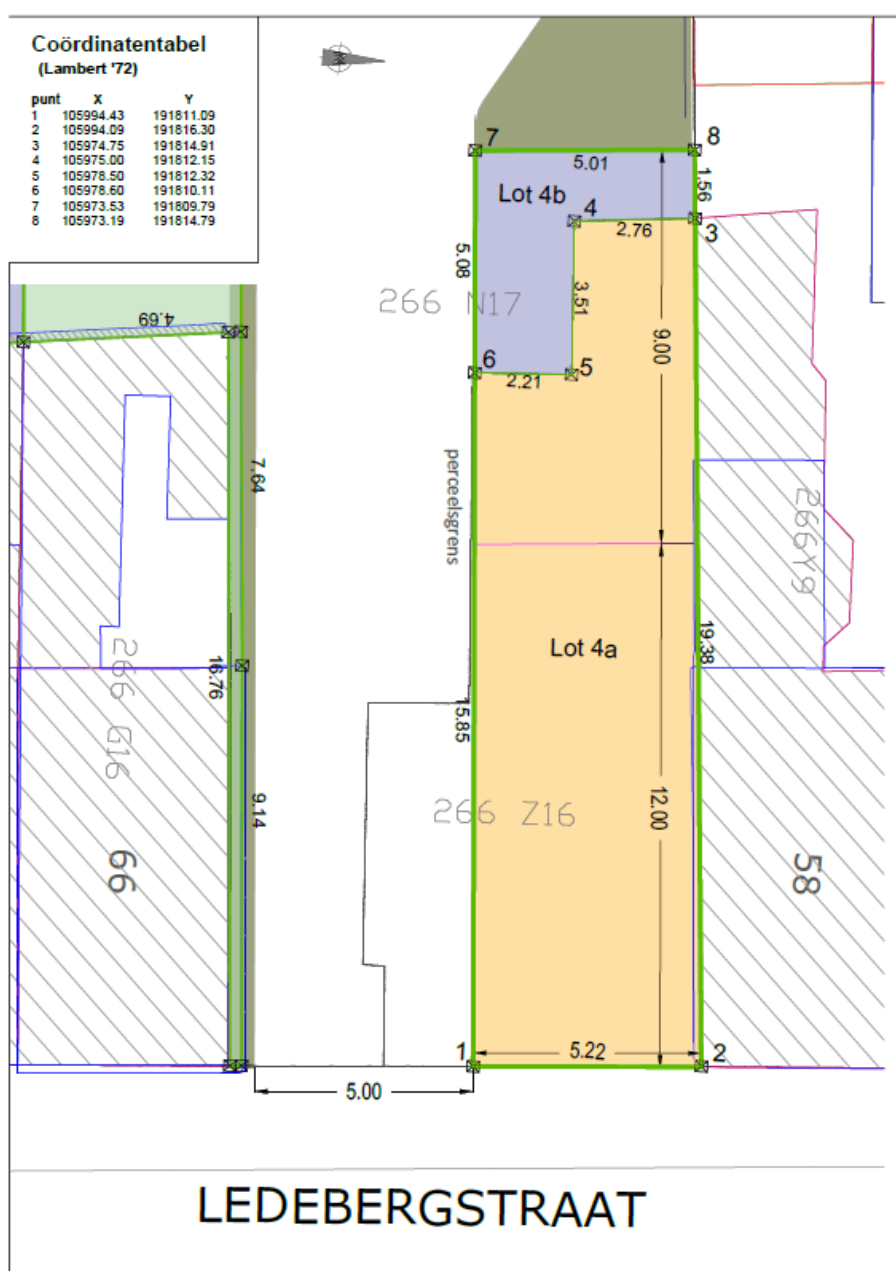 Coördinatentabel
(Lambert '72)
punt X Y
1 105994.43 191811.09
2 105994.09 191816.30
3 105974.75 191814.91
4 105975.00 191812.15
5 105978.50 191812.32
6 105978.60 191810.11
7 105973.53 191809.79
8 105973.19 191814.79
7
8
5.01
1.56
Lot 4b
4
2.76
3
5.08
3.51
266 N17
9.00
4.69
6
2.21
5
perceelsgrens
7.64
266Y9
266 G16
16.76
Lot 4a
19.38
15.85
9.14
266 Z16
12.00
66
58
1
5.22
2
5.00
LEDEBERGSTRAAT